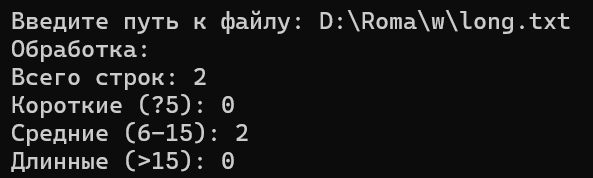 Введите путь к файлу: D:\Roma\w\long.txt
Обработка:
Всего строк: 2
Короткие (?5): 0
Средние (6-15): 2
Длинные (>15): 0